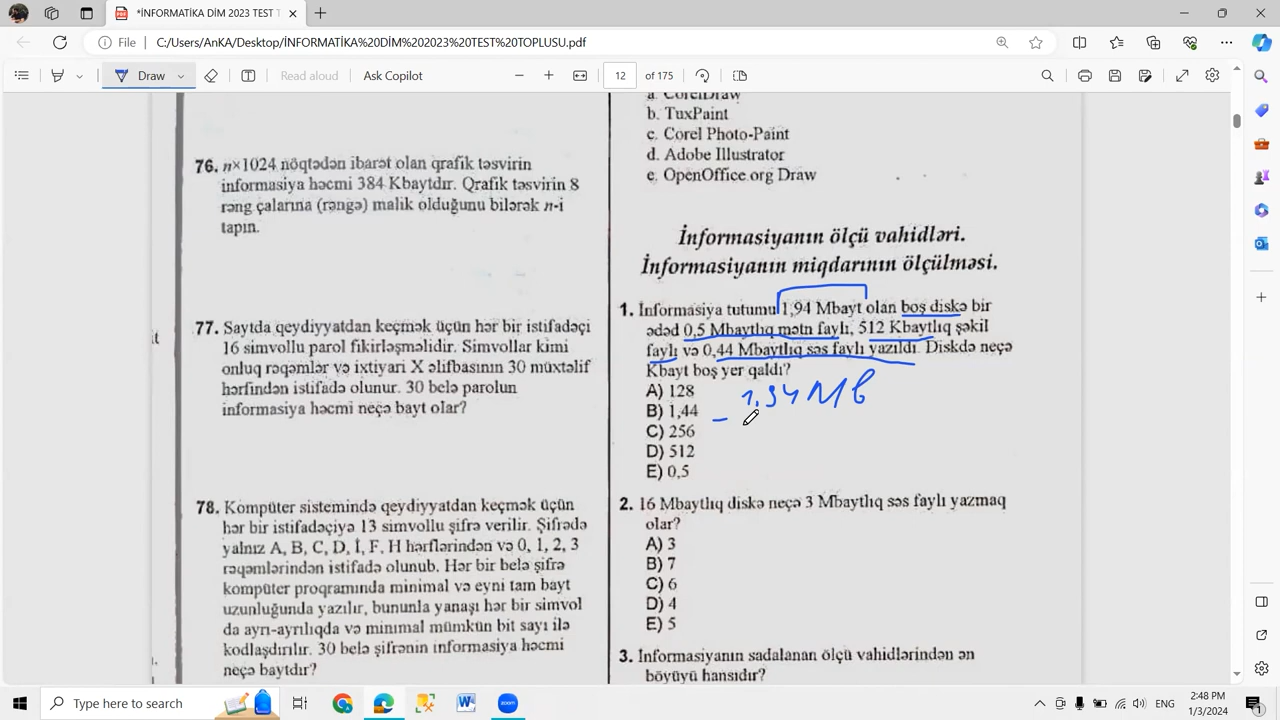 *İNFORMATİKA DİM 2023 TEST T
File
C:/Users/AnKA/Desktop/İNFORMATİKA%20DİM%202023%20TEST%20TOPLUSU.pdf
Draw
Read aloud
Ask Copilot
12 of 175
76. n×1024 nöqtədən ibarət olan qrafik təsvirin
informasiya həcmi 384 Kbaytdır. Qrafik təsvirin 8
rəng çalarına (rəngə) malik olduğunu bilərək n-i
tapın.
77. Saytda qeydiyyatdan keçmək üçün hər bir istifadəçi
16 simvollu parol fikirləşməlidir. Simvollar kimi
onluq rəqəmlər və ixtiyari X əlifbasının 30 müxtəlif
hərfindən istifadə olunur. 30 belə parolun
informasiya həcmi neçə bayt olar?
78. Kompüter sistemində qeydiyyatdan keçmək üçün
hər bir istifadəçiyə 13 simvollu şifrə verilir. Şifrədə
yalnız A, B, C, D, İ, F, H hərflərindən və 0, 1, 2, 3
rəqəmlərindən istifadə olunub. Hər bir belə şifrə
kompüter proqramında minimal və eyni tam bayt
uzunluğunda yazılır, bununla yanaşı hər bir simvol
da ayrı-ayrılıqda və minimal mümkün bit sayı ilə
kodlaşdırılır. 30 belə şifrənin informasiya həcmi
neçə baytdır?
a. CorelDraw
b. TuxPaint
c. Corel Photo-Paint
d. Adobe Illustrator
e. OpenOffice.org Draw
İnformasiyanın ölçü vahidləri.
İnformasiyanın miqdarının ölçülməsi.
1. İnformasiya tutumu 1,94 Mbayt olan boş diskə bir
ədəd 0,5 Mbaytlıq mətn faylı, 512 Kbaytlıq şəkil
faylı və 0,44 Mbaytlıq səs faylı yazıldı. Diskdə neçə
Kbayt boş yer qaldı?
A) 128
B) 1,44
C) 256
D) 512
E) 0,5
1.94 Mb
–
2. 16 Mbaytlıq diskə neçə 3 Mbaytlıq səs faylı yazmaq
olar?
A) 3
B) 7
C) 6
D) 4
E) 5
3. İnformasiyanın sadalanan ölçü vahidlərindən ən
böyüyü hansıdır?
it
Type here to search
zoom
ENG
2:48 PM
1/3/2024